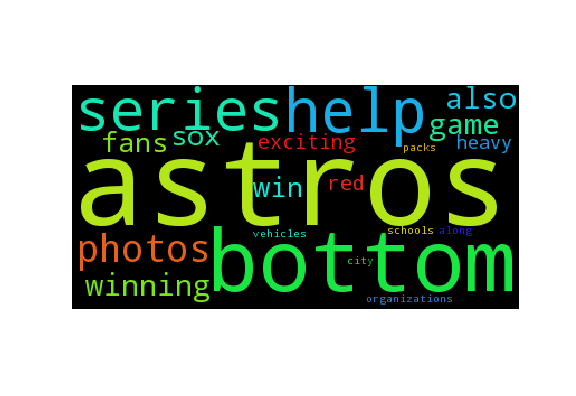 series help also
fans sox exciting game heavy
packs
astros
win red
photos vehicles schools along
bottom
city
winning organizations